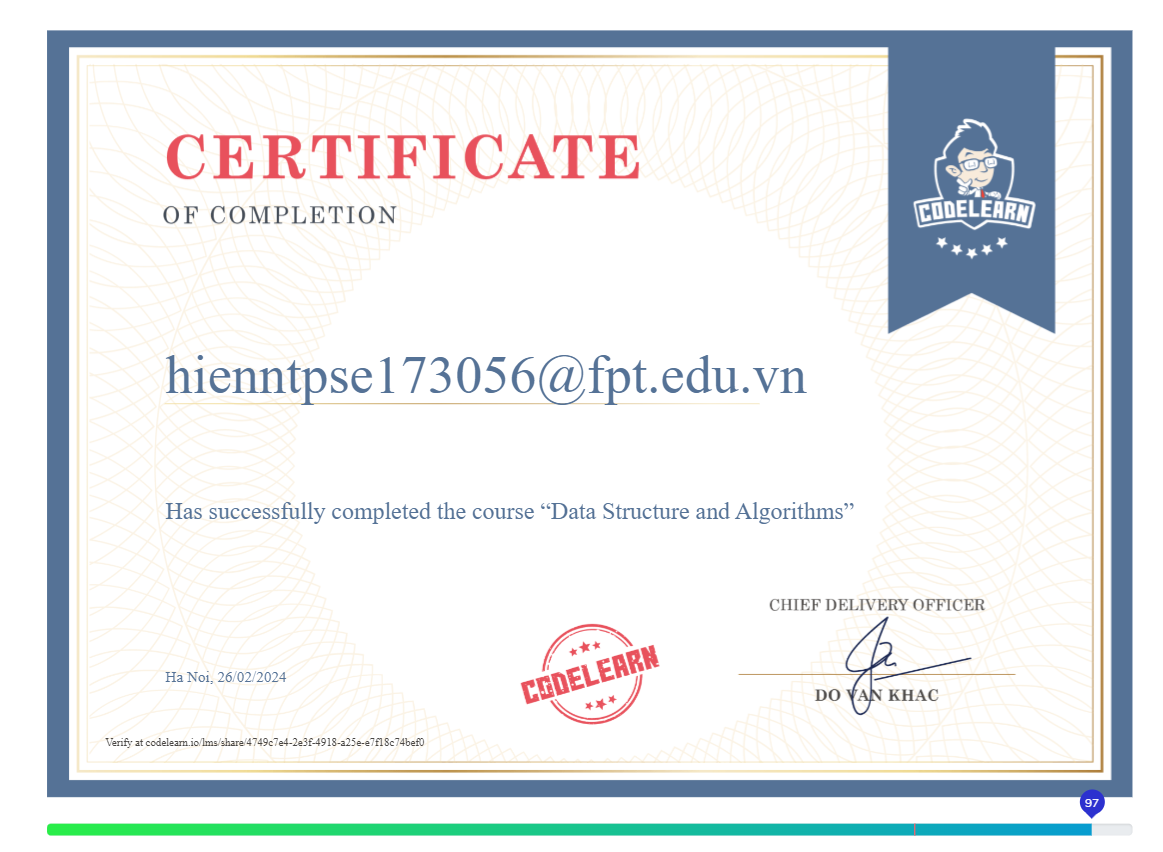 CERTIFICATE
OF COMPLETION
CODELEARN
hienntpse173056@fpt.edu.vn
Has successfully completed the course “Data Structure and Algorithms”
CHIEF DELIVERY OFFICER
CODELEARN
Ha Noi, 26/02/2024
DO VAN KHAC
Verify at codelearn.io/lms/share/4749c7e4-2e3f-4918-a25e-e7f18c74bef0
97